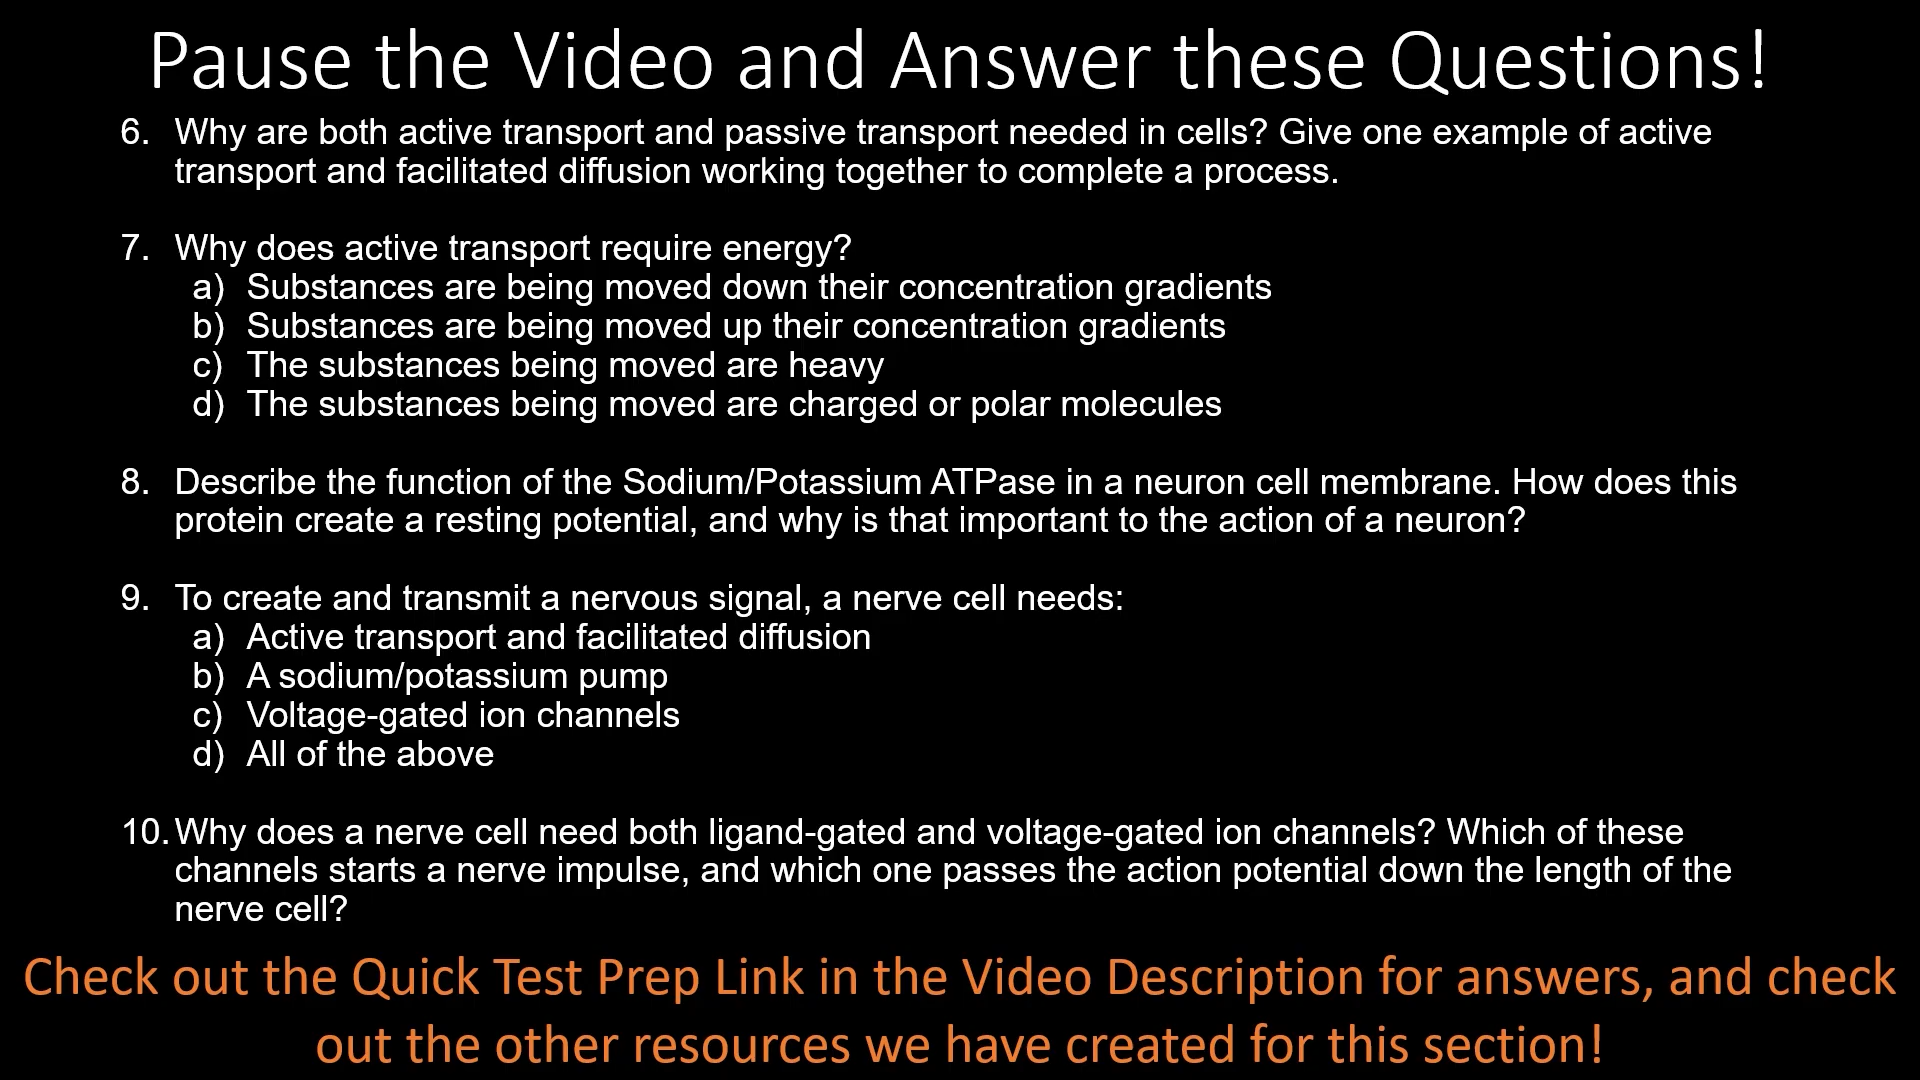 Pause the Video and Answer these Questions!
6. Why are both active transport and passive transport needed in cells? Give one example of active
transport and facilitated diffusion working together to complete a process.
7. Why does active transport require energy?
a) Substances are being moved down their concentration gradients
b) Substances are being moved up their concentration gradients
c) The substances being moved are heavy
d) The substances being moved are charged or polar molecules
8. Describe the function of the Sodium/Potassium ATPase in a neuron cell membrane. How does this
protein create a resting potential, and why is that important to the action of a neuron?
9. To create and transmit a nervous signal, a nerve cell needs:
a) Active transport and facilitated diffusion
b) A sodium/potassium pump
c) Voltage-gated ion channels
d) All of the above
10. Why does a nerve cell need both ligand-gated and voltage-gated ion channels? Which of these
channels starts a nerve impulse, and which one passes the action potential down the length of the
nerve cell?
Check out the Quick Test Prep Link in the Video Description for answers, and check
out the other resources we have created for this section!